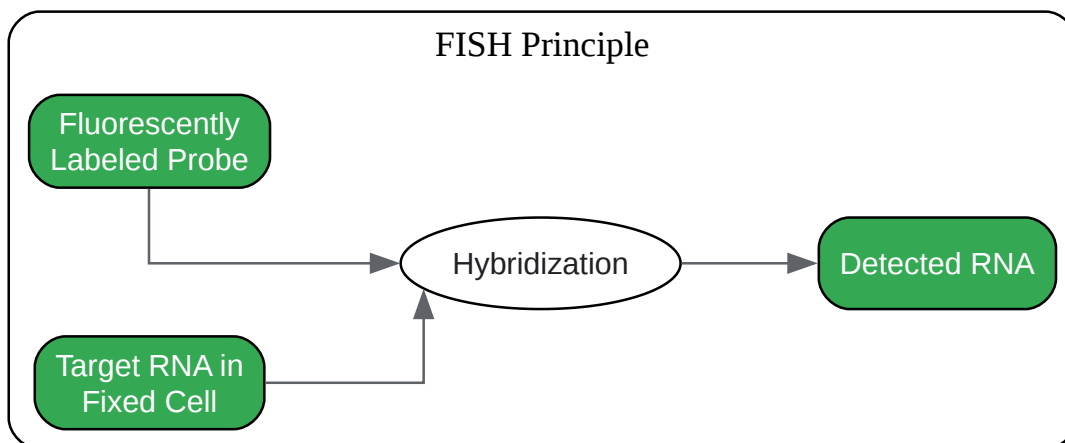 FISH Principle
Fluorescently
Labeled Probe
Hybridization
Detected RNA
Target RNA in
Fixed Cell